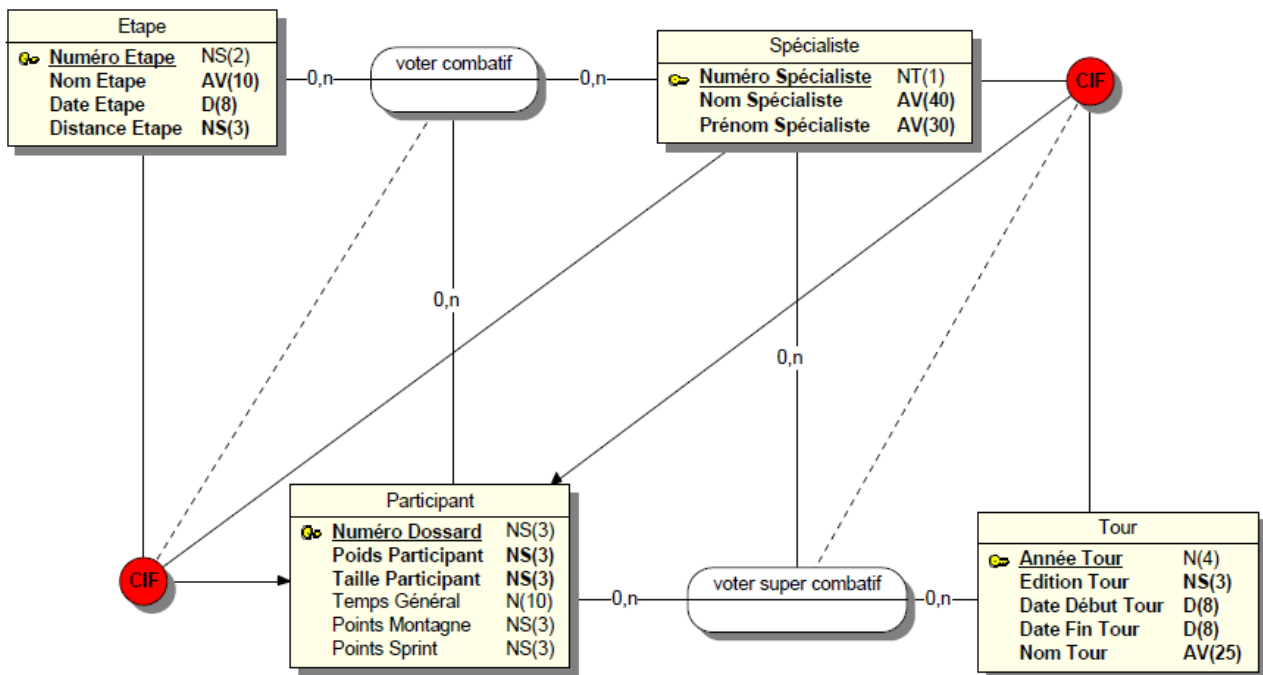 Etape
Numéro Etape NS(2)
Nom Etape AV(10)
Date Etape D(8)
Distance Etape NS(3)
0,n
voter combatif
0,n
Spécialiste
Numéro Spécialiste NT(1)
Nom Spécialiste AV(40)
Prénom Spécialiste AV(30)
CIF
0,n
0,n
CIF
Participant
Numéro Dossard NS(3)
Poids Participant NS(3)
Taille Participant NS(3)
Temps Général N(10)
Points Montagne NS(3)
Points Sprint NS(3)
0,n
voter super combatif
0,n
Tour
Année Tour N(4)
Edition Tour NS(3)
Date Début Tour D(8)
Date Fin Tour D(8)
Nom Tour AV(25)